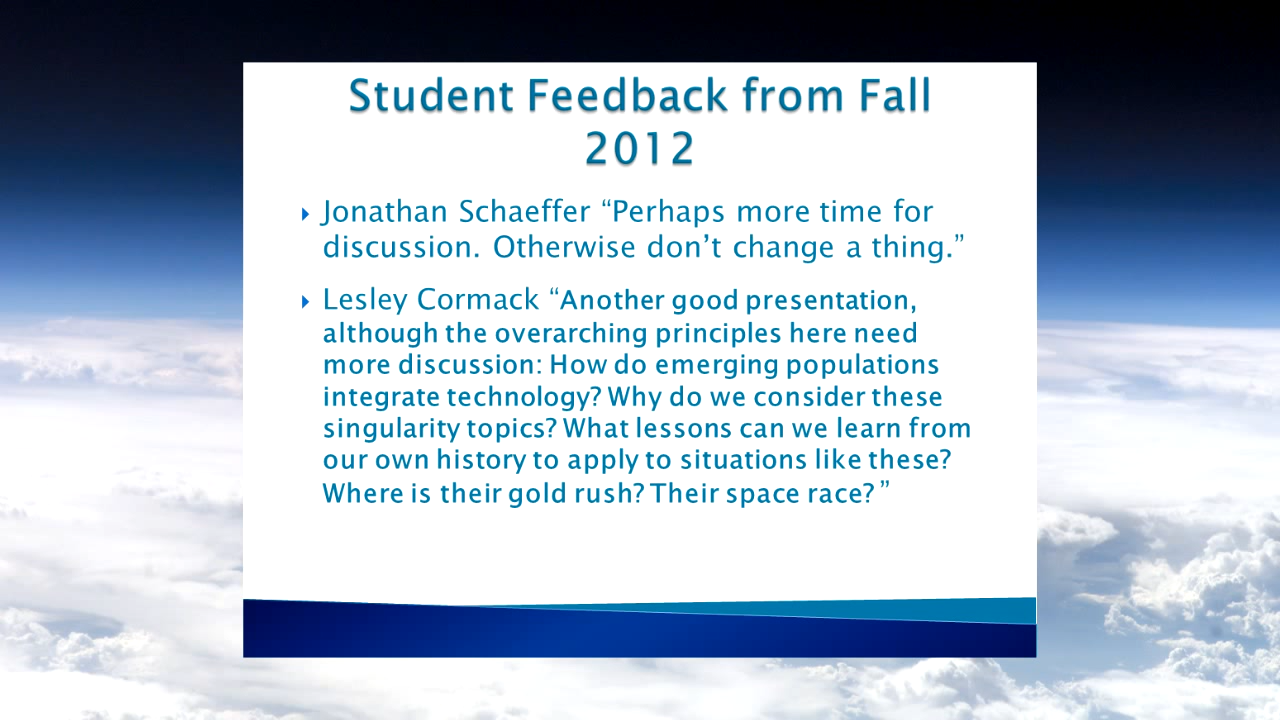 Student Feedback from Fall
2012
Jonathan Schaeffer “Perhaps more time for
discussion. Otherwise don’t change a thing.”
Lesley Cormack “Another good presentation,
although the overarching principles here need
more discussion: How do emerging populations
integrate technology? Why do we consider these
singularity topics? What lessons can we learn from
our own history to apply to situations like these?
Where is their gold rush? Their space race? ”